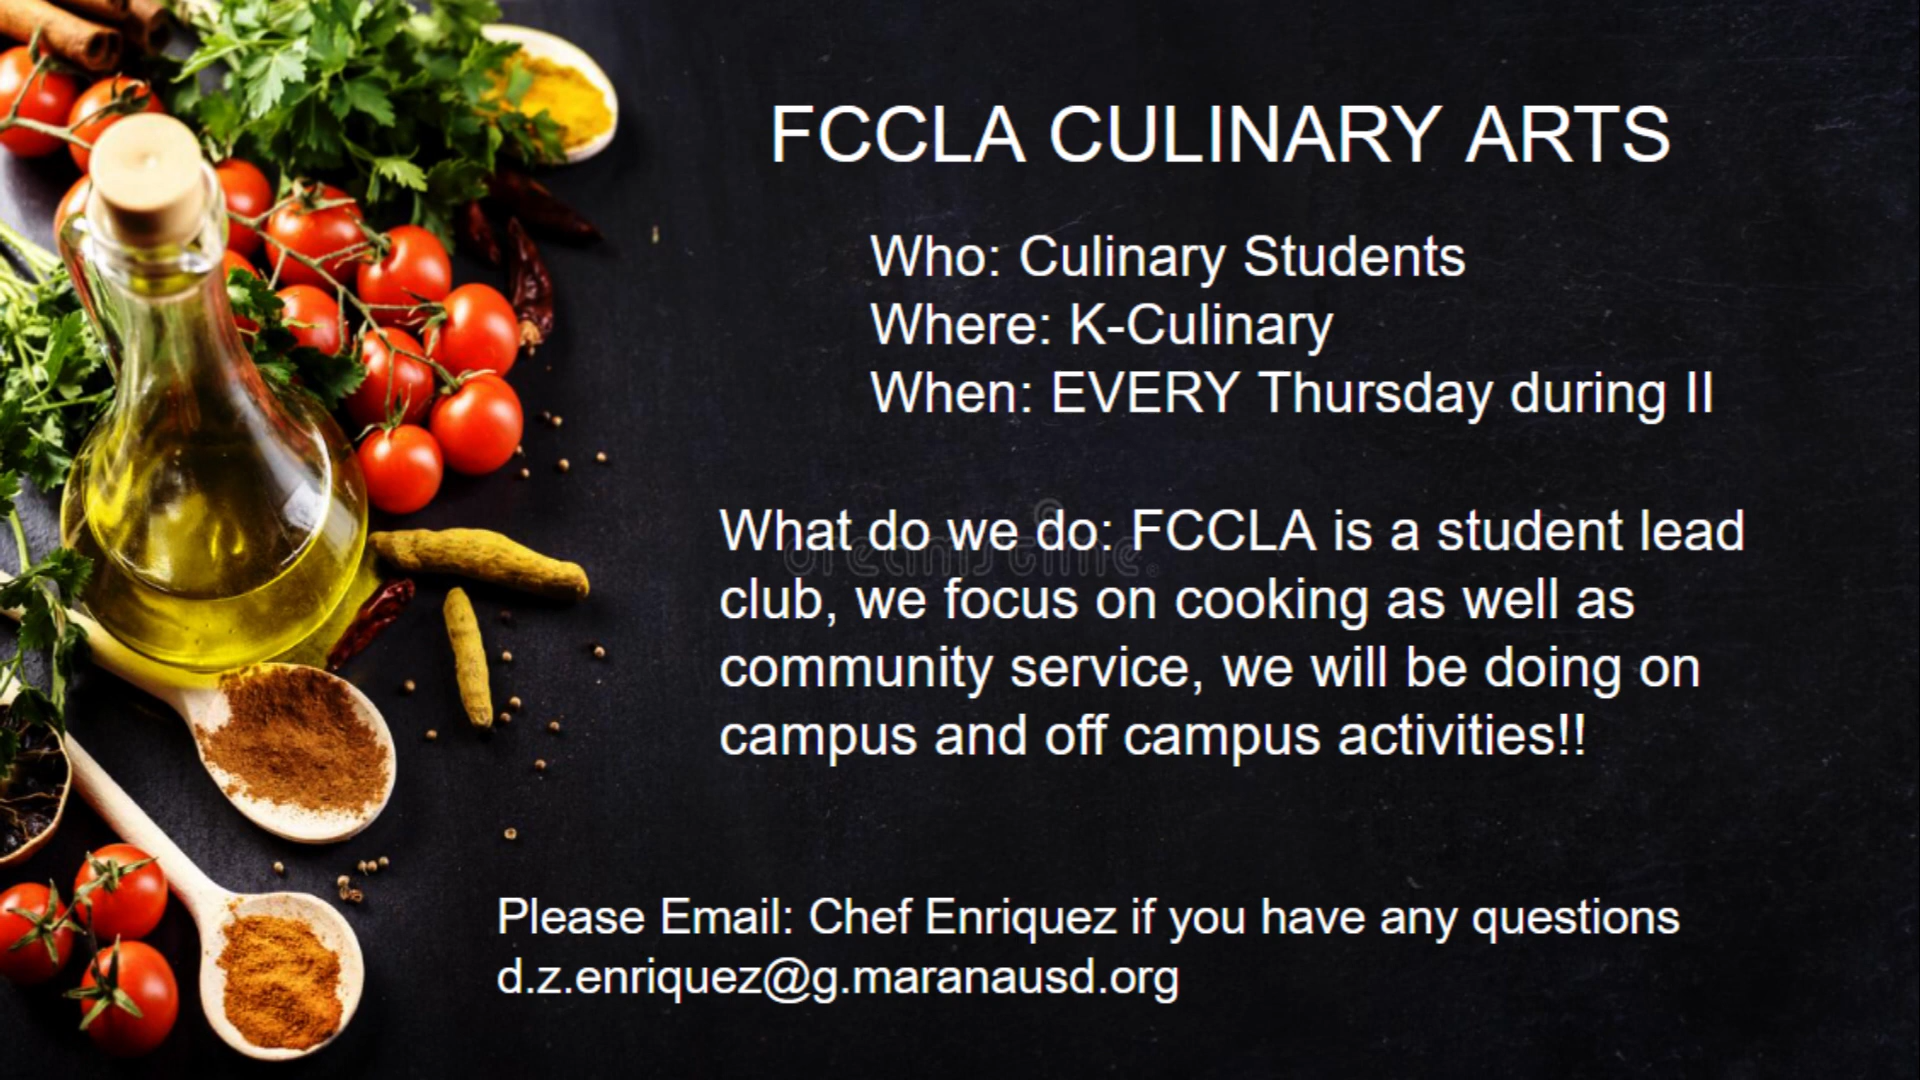 FCCLA CULINARY ARTS
Who: Culinary Students
Where: K-Culinary
When: EVERY Thursday during II
What do we do: FCCLA is a student lead
club, we focus on cooking as well as
community service, we will be doing on
campus and off campus activities!!
dreamstime®
Please Email: Chef Enriquez if you have any questions
d.z.enriquez@g.maranausd.org